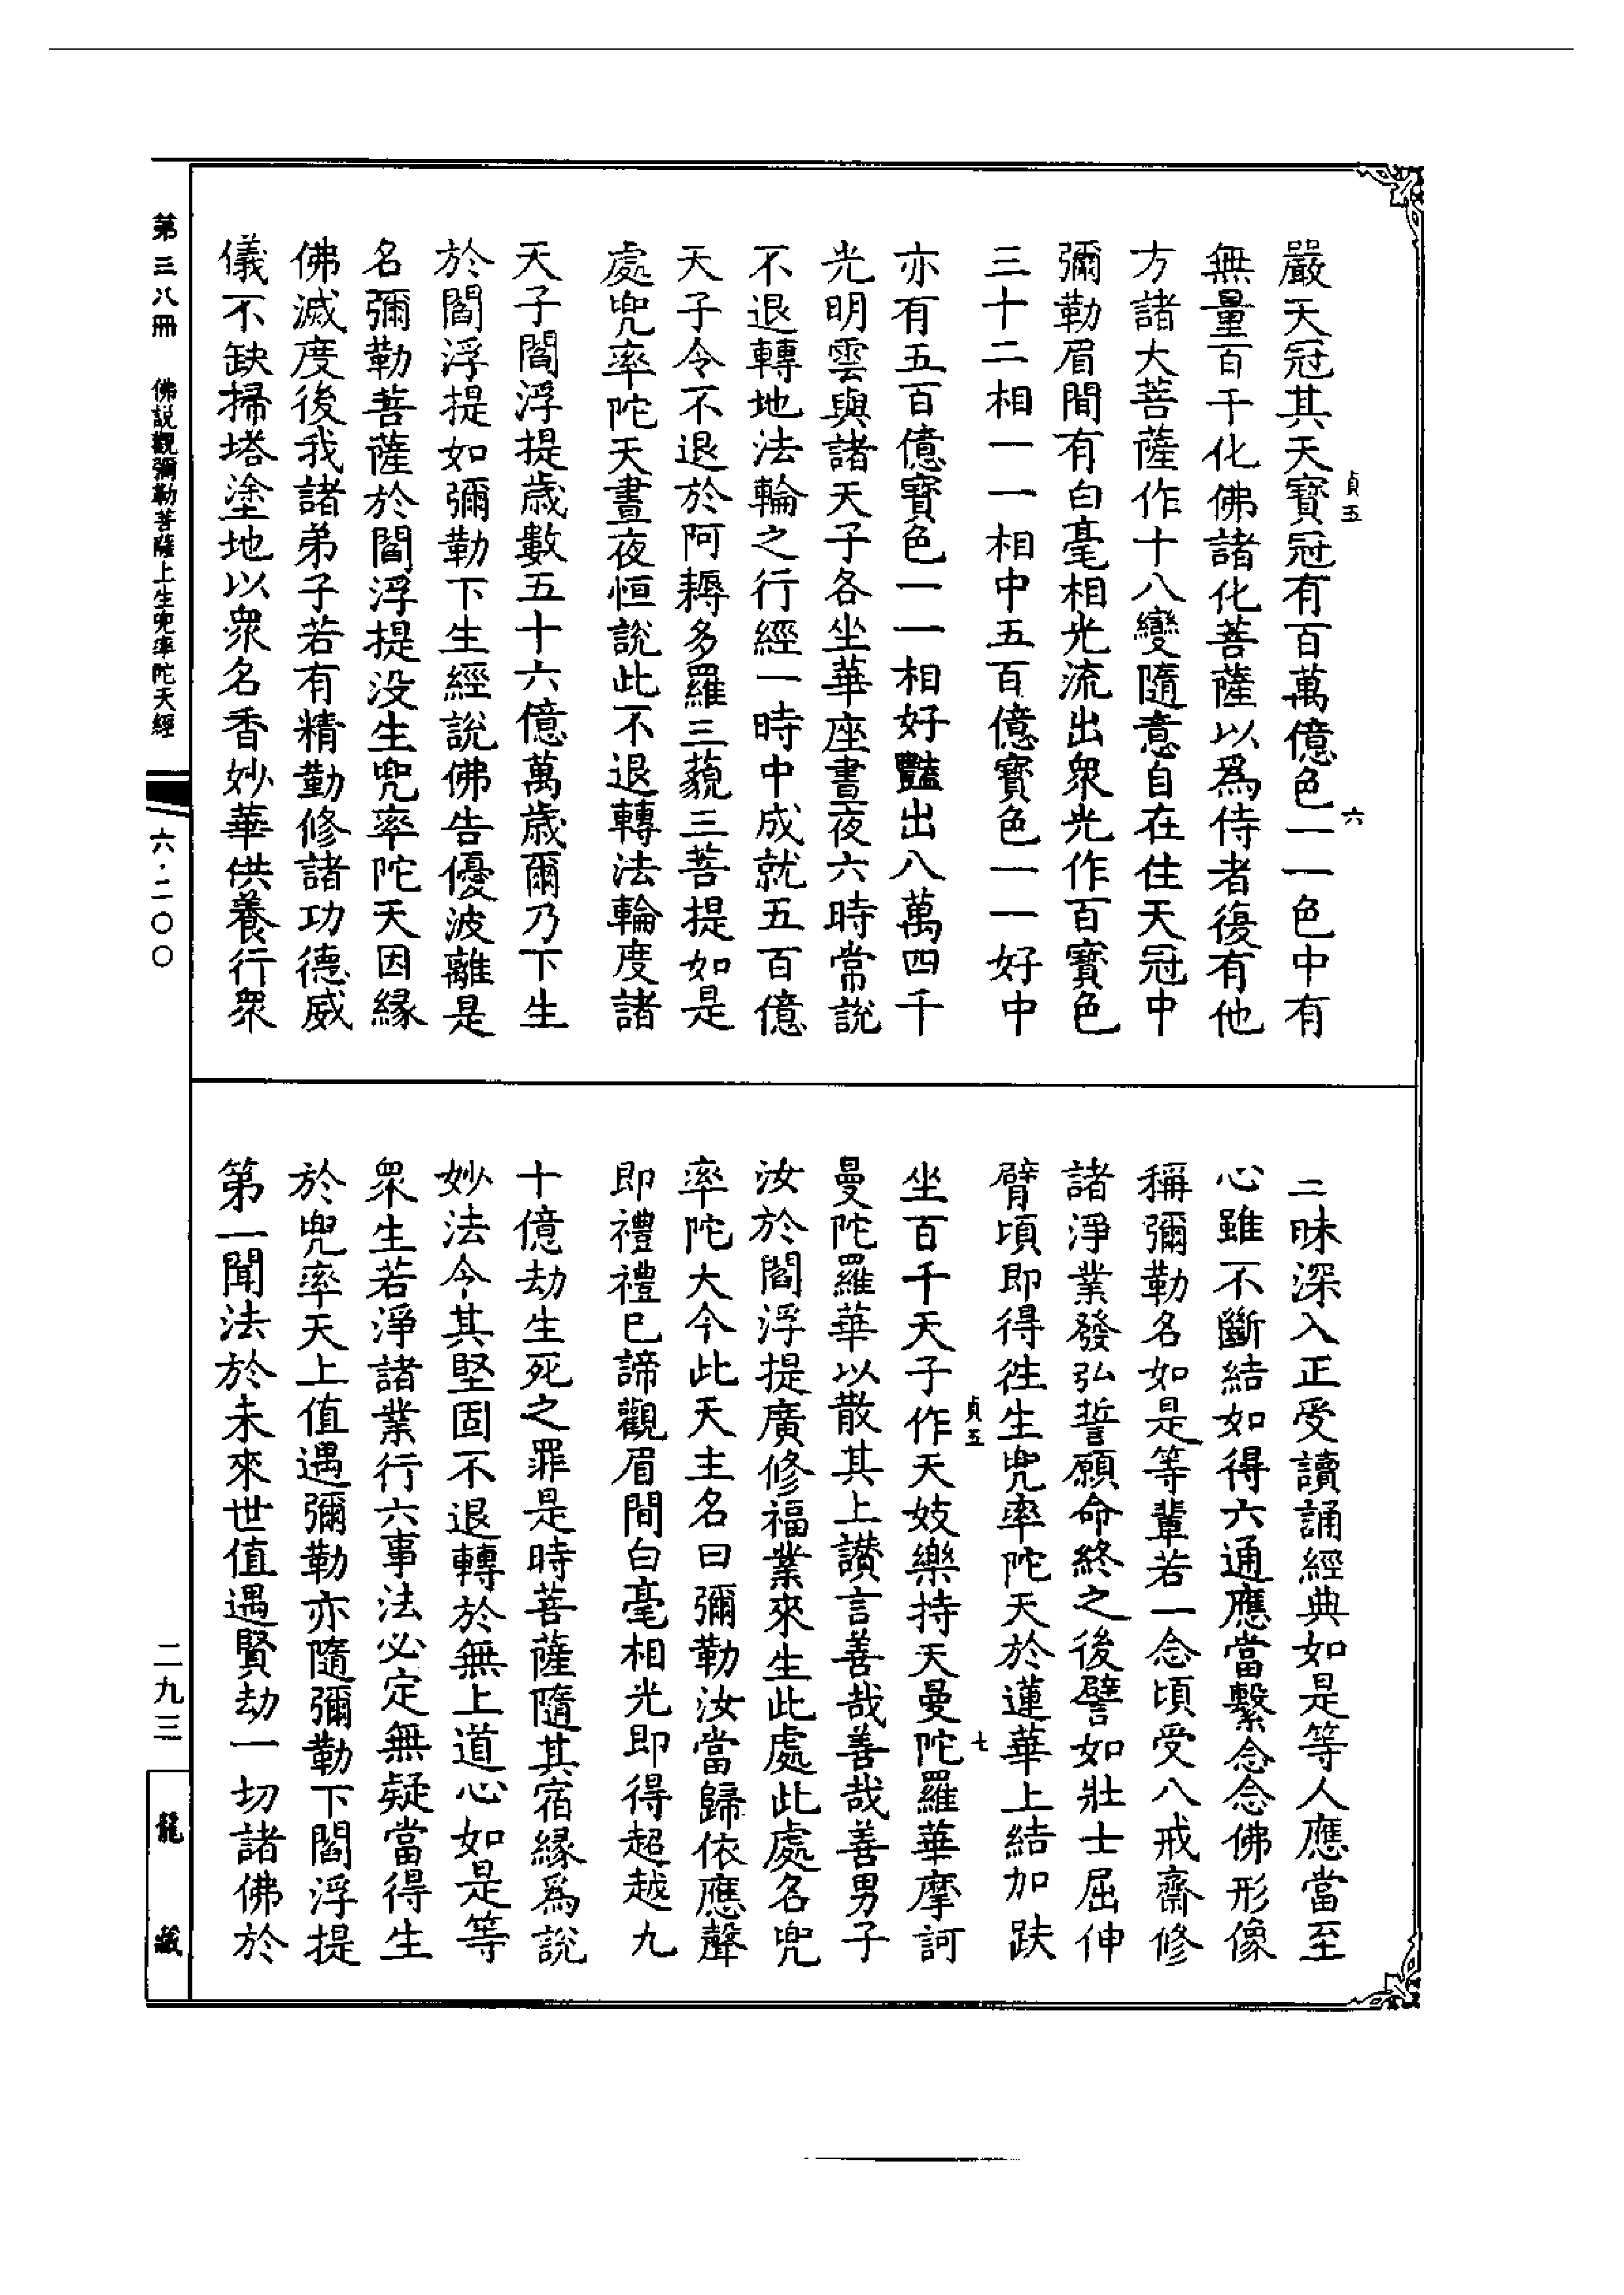 嚴天冠其天寶冠有百萬億色一一色中有
貞五
六
無量百千化佛諸化菩薩以爲侍者復有他
方諸大菩薩作十八變隨意自在住天冠中
彌勒眉間有白毫相光流出衆光作百寶色
三十二相一一相中五百億寶色一一好中
亦有五百億寶色一一相好豔出八萬四千
光明雲與諸天子各坐華座晝夜六時常說
不退轉地法輪之行經一時中成就五百億
天子令不退於阿耨多羅三藐三菩提如是
處兜率陀天晝夜恒說此不退轉法輪度諸
天子閻浮提歲數五十六億萬歲爾乃下生
於閻浮提如彌勒下生經說佛告優波離是
名彌勒菩薩於閻浮提没生兜率陀天因緣
佛滅度後我諸弟子若有精勤修諸功德威
儀不缺掃塔塗地以衆名香妙華供養行衆
二昧深入正受讀誦經典如是等人應當至
心雖不斷結如得六通應當繫念念佛形像
稱彌勒名如是等輩若一念頃受八戒齋修
諸淨業發弘誓願命終之後譬如壯士屈伸
臂頃即得往生兜率陀天於蓮華上結加趺
貞五
七
坐百千天子作天妓樂持天曼陀羅華摩訶
曼陀羅華以散其上讃言善哉善哉善男子
汝於閻浮提廣修福業來生此處此處名兜
率陀大今此天主名曰彌勒汝當歸依應聲
即禮禮已諦觀眉間白毫相光即得超越九
十億劫生死之罪是時菩薩隨其宿緣爲說
妙法令其堅固不退轉於無上道心如是等
衆生若淨諸業行六事法必定無疑當得生
於兜率天上值遇彌勒亦隨彌勒下閻浮提
第一聞法於未來世值遇賢劫一切諸佛於
第三八冊　佛説觀彌勒菩薩上生兜率陀天經
六・二〇〇
二九三
龍藏